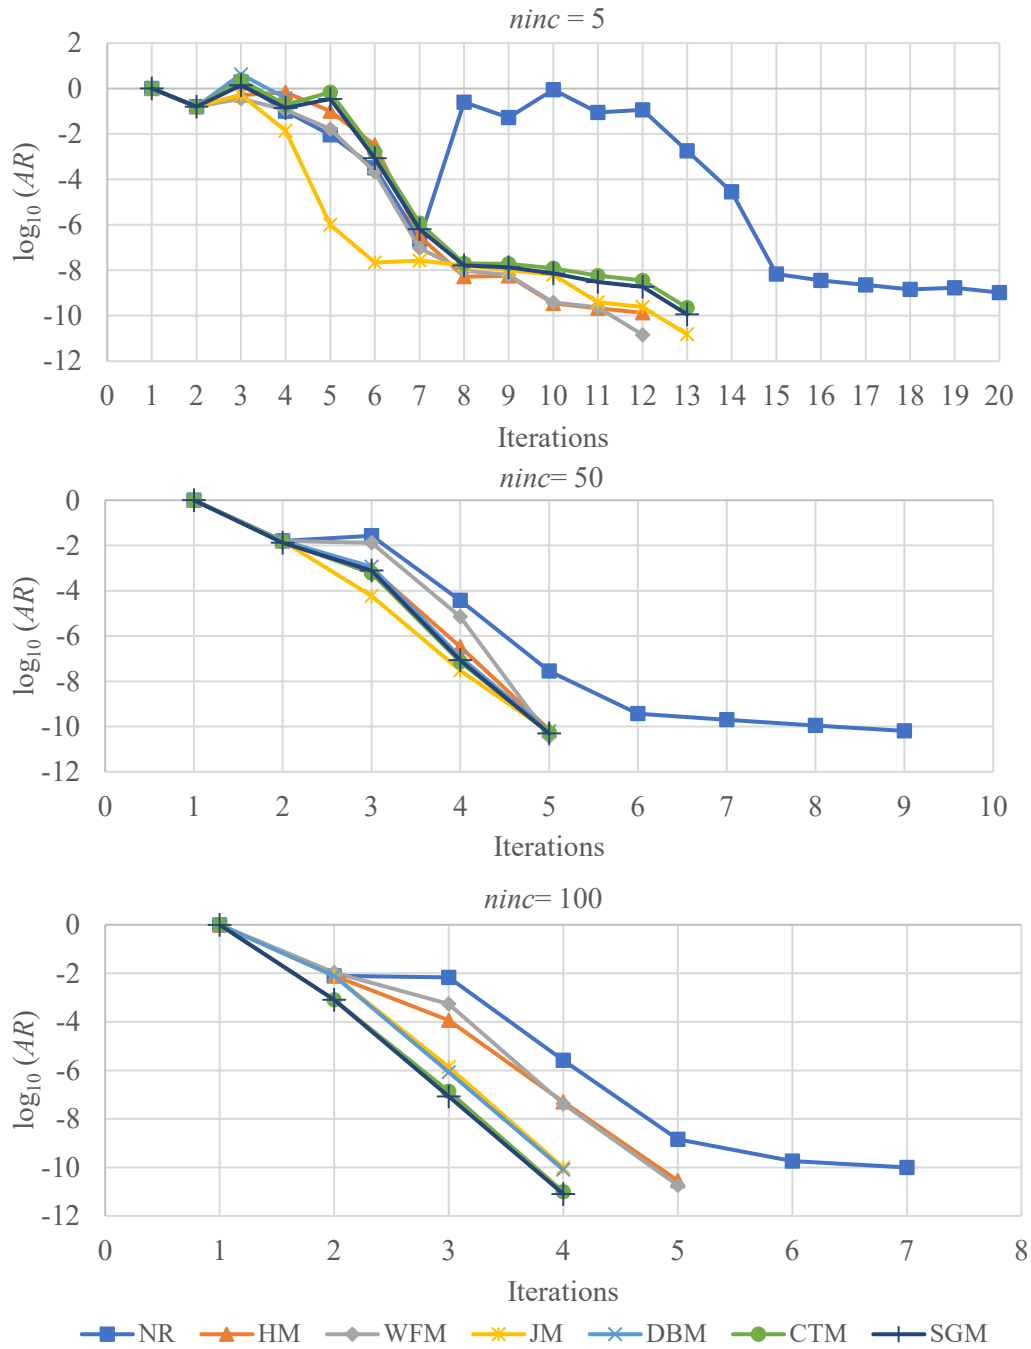 ninc = 5
2
0
-2
-4
-6
-8
-10
-12
log10 (AR)
0 1 2 3 4 5 6 7 8 9 10 11 12 13 14 15 16 17 18 19 20
Iterations
ninc= 50
0
-2
-4
-6
-8
-10
-12
log10 (AR)
0 1 2 3 4 5 6 7 8 9 10
Iterations
ninc= 100
0
-2
-4
-6
-8
-10
-12
log10 (AR)
0 1 2 3 4 5 6 7 8
Iterations
NR HM WFM JM DBM CTM SGM